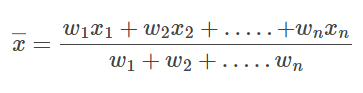 x̄ = (w₁x₁ + w₂x₂ + . . . . . +wₙxₙ) / (w₁ + w₂ + . . . . . wₙ)